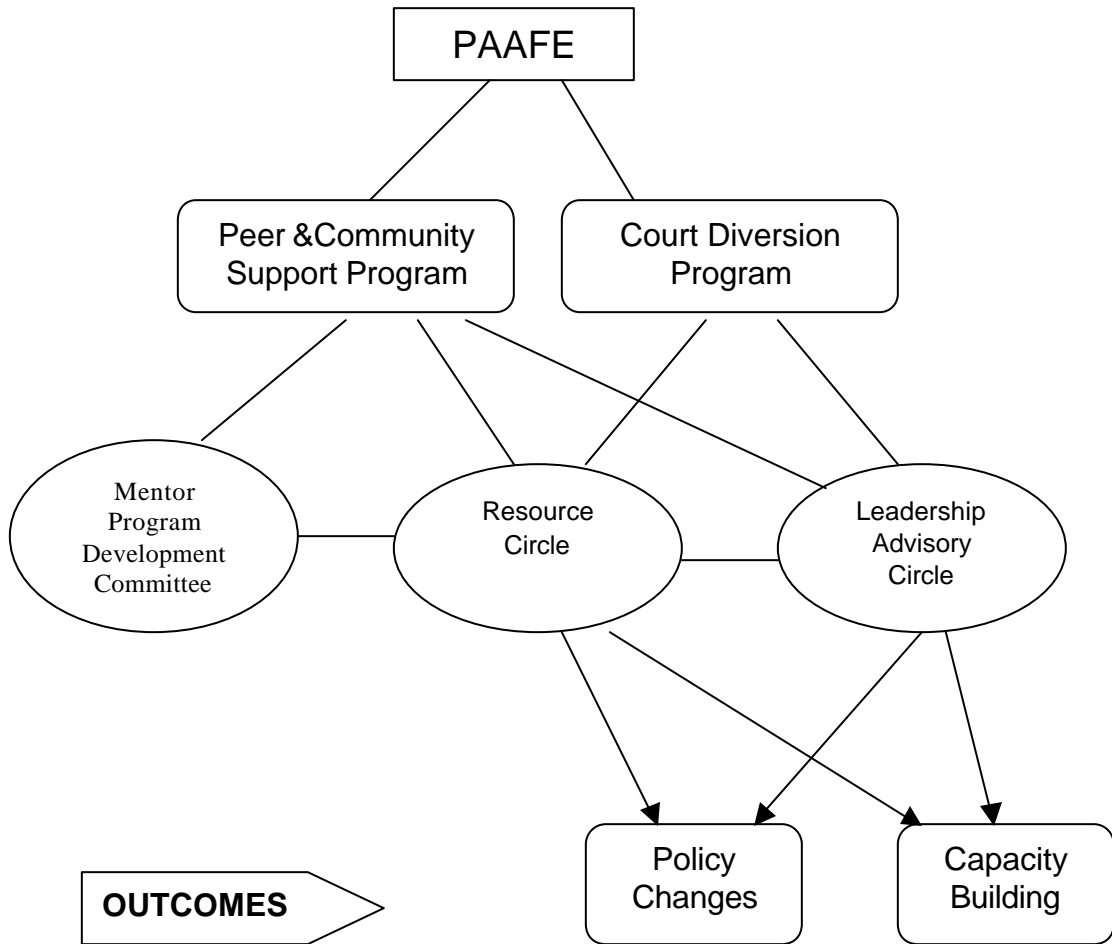 PAAFE
Peer &Community
Support Program
Court Diversion
Program
Mentor
Program
Development
Committee
Resource
Circle
Leadership
Advisory
Circle
Policy
Changes
Capacity
Building
OUTCOMES